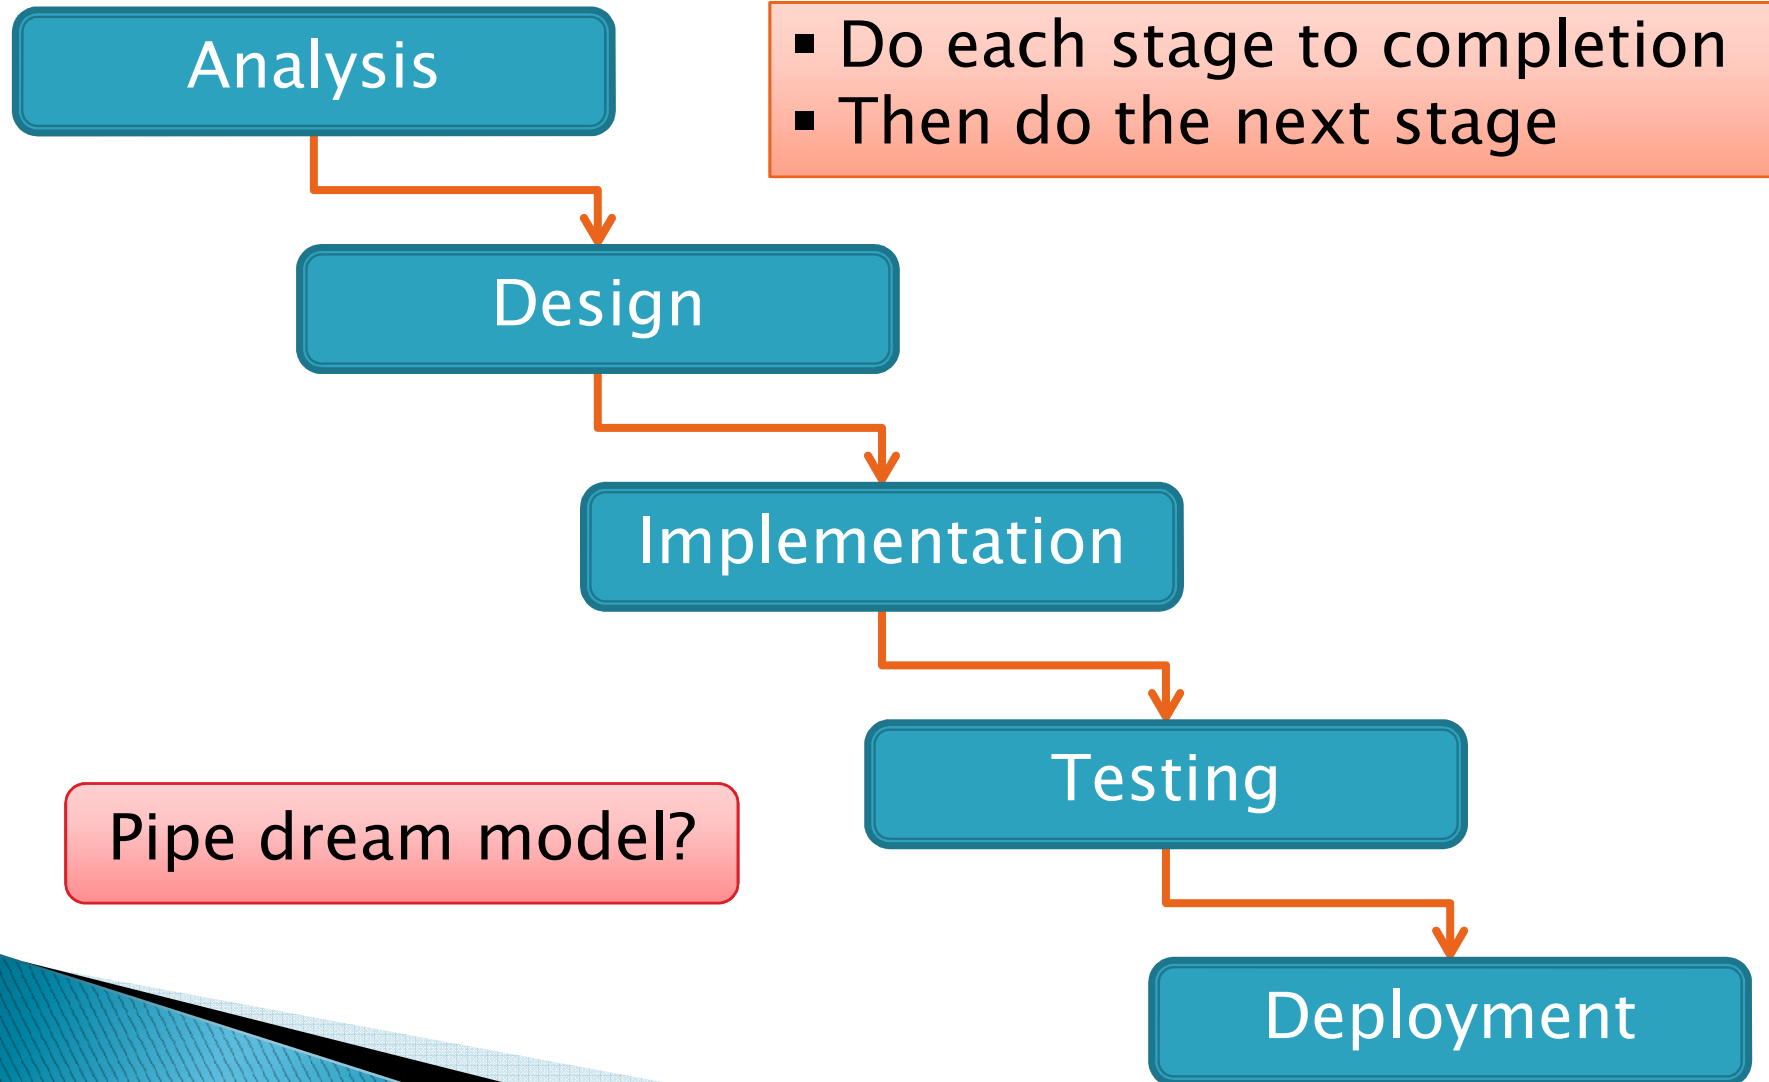 Analysis
▪ Do each stage to completion
▪ Then do the next stage
Design
Implementation
Testing
Pipe dream model?
Deployment